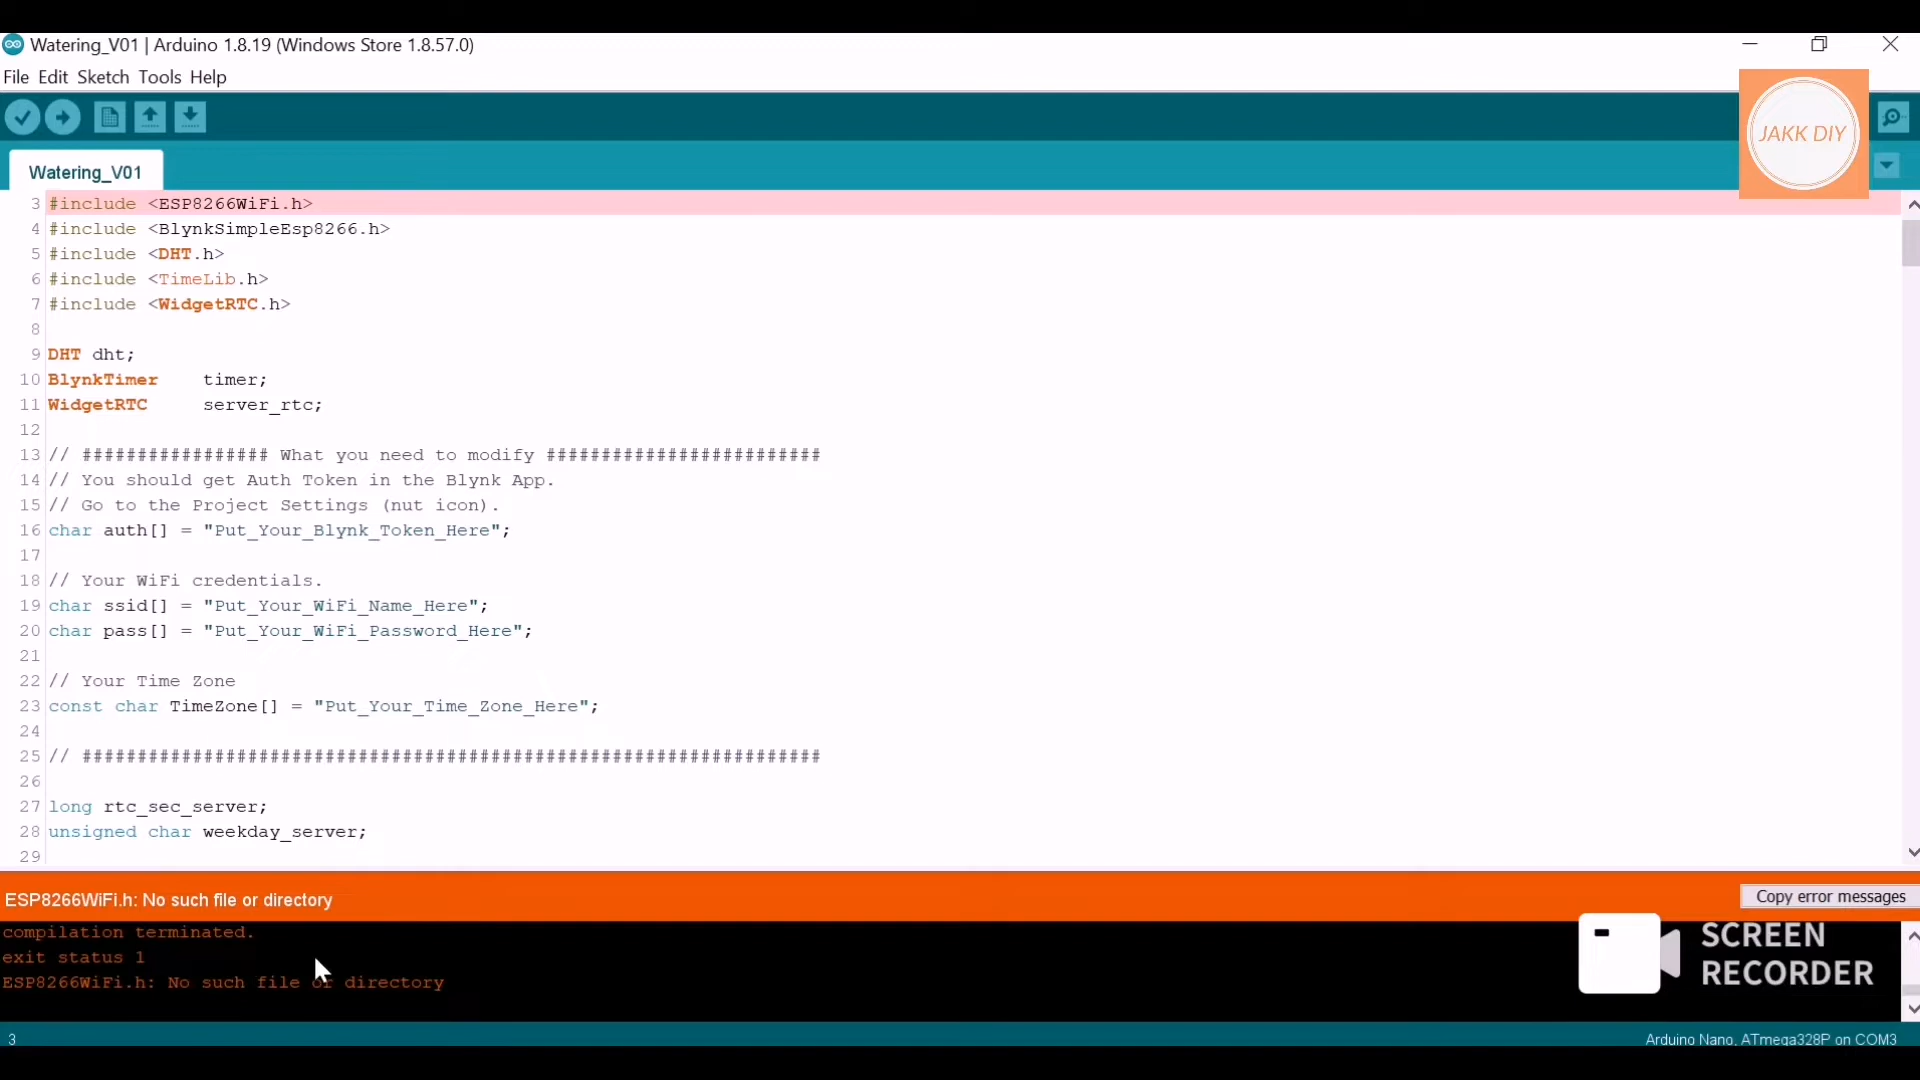 Watering_V01 | Arduino 1.8.19 (Windows Store 1.8.57.0)
File Edit Sketch Tools Help
JAKK DIY
Watering_V01
3 #include <ESP8266WiFi.h>
4 #include <BlynkSimpleEsp8266.h>
5 #include <DHT.h>
6 #include <TimeLib.h>
7 #include <WidgetRTC.h>
8
9 DHT dht;
10 BlynkTimer timer;
11 WidgetRTC server_rtc;
12
13 // ################# What you need to modify #########################
14 // You should get Auth Token in the Blynk App.
15 // Go to the Project Settings (nut icon).
16 char auth[] = "Put_Your_Blynk_Token_Here";
17
18 // Your WiFi credentials.
19 char ssid[] = "Put_Your_WiFi_Name_Here";
20 char pass[] = "Put_Your_WiFi_Password_Here";
21
22 // Your Time Zone
23 const char TimeZone[] = "Put_Your_Time_Zone_Here";
24
25 // ###################################################################
26
27 long rtc_sec_server;
28 unsigned char weekday_server;
29
ESP8266WiFi.h: No such file or directory
Copy error messages
compilation terminated.
exit status 1
ESP8266WiFi.h: No such file or directory
SCREEN
RECORDER
3
Arduino Nano, ATmega328P on COM3